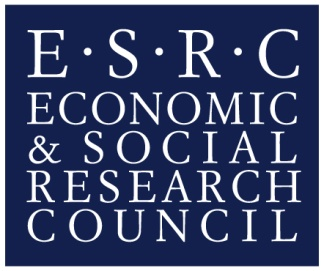 E·S·R·C
ECONOMIC
& SOCIAL
RESEARCH
COUNCIL